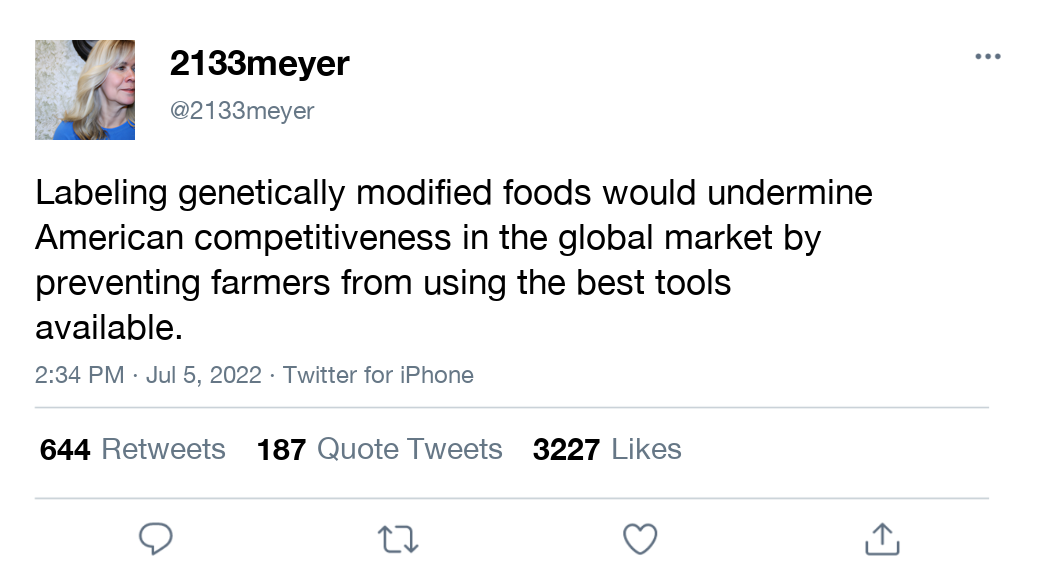 2133meyer
@2133meyer
Labeling genetically modified foods would undermine
American competitiveness in the global market by
preventing farmers from using the best tools
available.
2:34 PM · Jul 5, 2022 · Twitter for iPhone
644 Retweets 187 Quote Tweets 3227 Likes